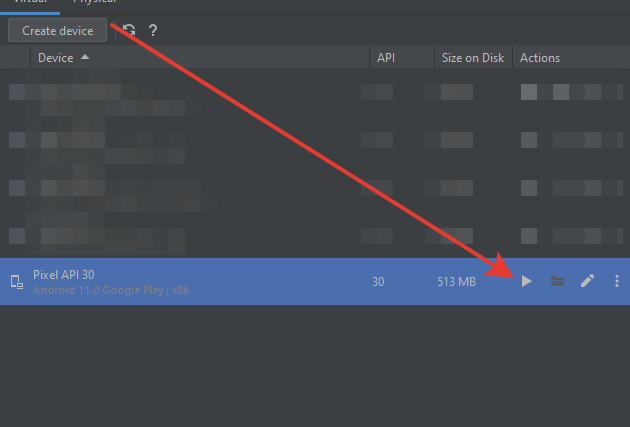 Virtual Physical
Create device ?
Device API Size on Disk Actions
Pixel API 30
30 513 MB
Android 11.0 Google Play | x86